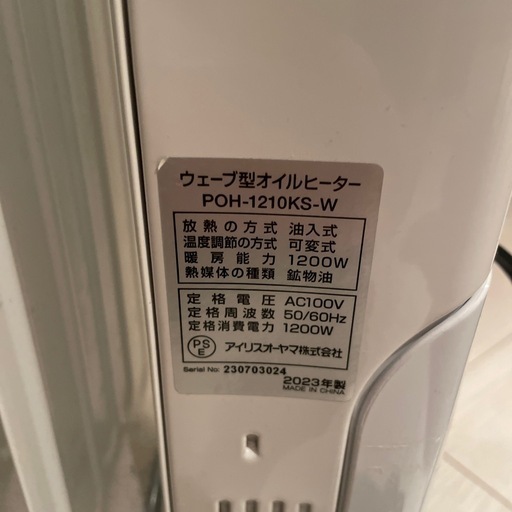 ウェーブ型オイルヒーター
POH-1210KS-W
放熱の方式 油入式
温度調節の方式 可変式
暖房能力 1200W
熱媒体の種類 鉱物油
定格電圧 AC100V
定格周波数 50/60Hz
定格消費電力 1200W
PSE アイリスオーヤマ株式会社
Serial No: 230703024
2023年製
MADE IN CHINA